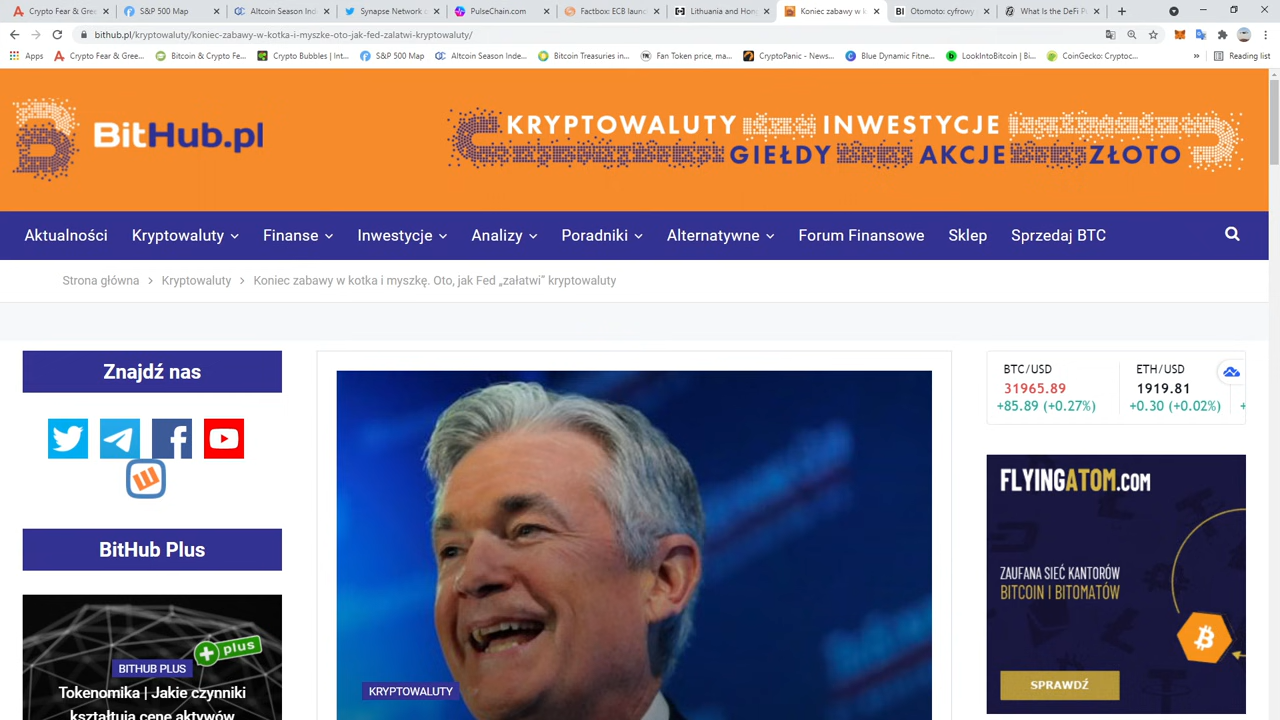 Crypto Fear & Gree
S&P 500 Map
Altcoin Season Ind
Synapse Network
PulseChain.com
Factbox: ECB laun
Lithuania and Hon
Koniec zabawy w k
Otomoto: cyfrowy
What Is the DeFi P
bithub.pl/kryptowaluty/koniec-zabawy-w-kotka-i-myszke-oto-jak-fed-zalatwi-kryptowaluty/
Apps
Crypto Fear & Gree...
Bitcoin & Crypto Fe...
Crypto Bubbles | Int...
S&P 500 Map
Altcoin Season Inde...
Bitcoin Treasuries in...
Fan Token price, ma...
CryptoPanic - News...
Blue Dynamic Fitne...
LookIntoBitcoin | Bi...
CoinGecko: Cryptoc...
Reading list
BitHub.pl
KRYPTOWALUTY INWESTYCJE
GIEŁDY AKCJE ZŁOTO
Aktualności
Kryptowaluty
Finanse
Inwestycje
Analizy
Poradniki
Alternatywne
Forum Finansowe
Sklep
Sprzedaj BTC
Strona główna > Kryptowaluty > Koniec zabawy w kotka i myszkę. Oto, jak Fed „załatwi” kryptowaluty
Znajdź nas
BitHub Plus
plus
BITHUB PLUS
Tokenomika | Jakie czynniki
kształtują cenę aktywów
KRYPTOWALUTY
BTC/USD
31965.89
+85.89 (+0.27%)
ETH/USD
1919.81
+0.30 (+0.02%)
FLYINGATOM.COM
ZAUFANA SIEĆ KANTORÓW
BITCOIN I BITOMATÓW
SPRAWDŹ